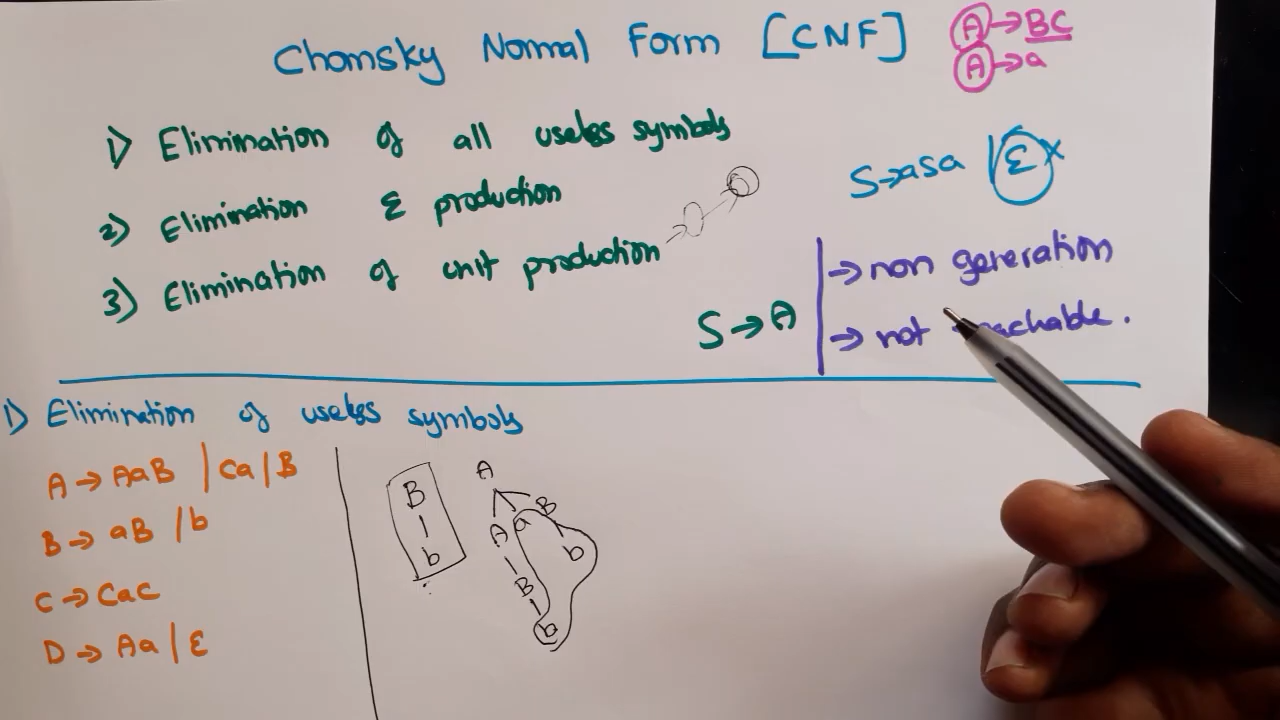 Chomsky Normal Form [CNF]
A → BC
A → a
1) Elimination of all useless symbols
S → aSa | ε x
2) Elimination ε production
3) Elimination of unit production
→ non generation
S → A
→ not reachable.
1) Elimination of useless symbols
A → AaB | Ca | B
B → aB / b
C → CaC
D → Aa | ε
B
b
A
A a B
b
B
b